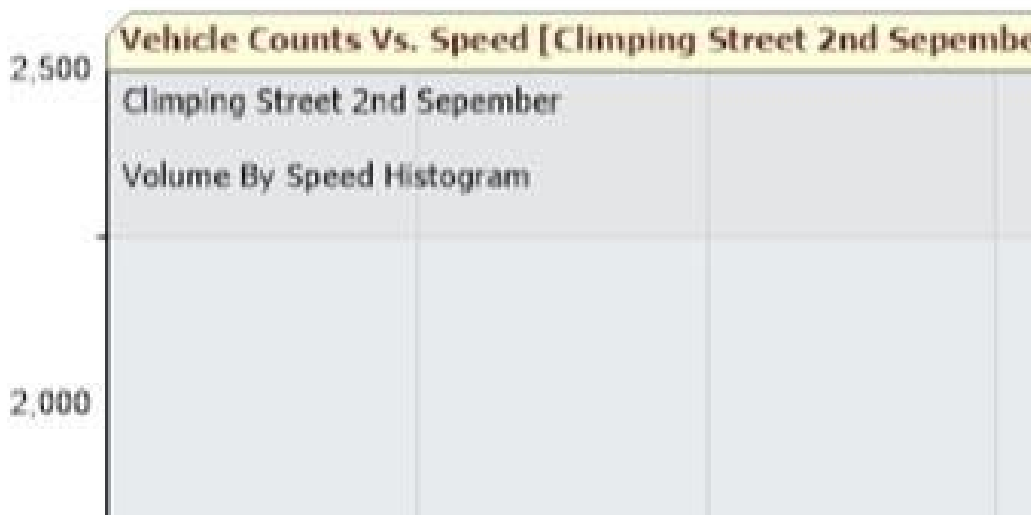 Vehicle Counts Vs. Speed [Climping Street 2nd Sepembe
2,500
Climping Street 2nd Sepember
Volume By Speed Histogram
2,000